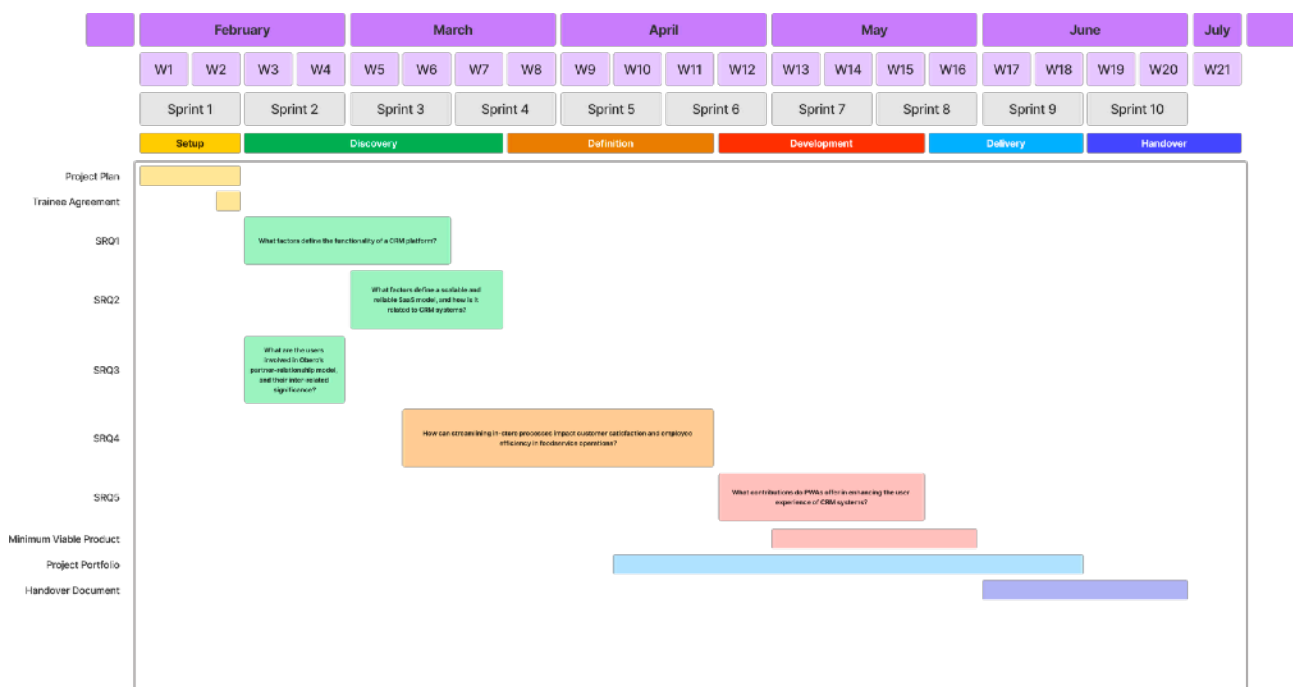 February March April May June July
W1 W2 W3 W4 W5 W6 W7 W8 W9 W10 W11 W12 W13 W14 W15 W16 W17 W18 W19 W20 W21
Sprint 1 Sprint 2 Sprint 3 Sprint 4 Sprint 5 Sprint 6 Sprint 7 Sprint 8 Sprint 9 Sprint 10
Setup Discovery Definition Development Delivery Handover
Project Plan
Trainee Agreement
SRQ1
What factors define the functionality of a CRM platform?
SRQ2
What factors define a scalable and
reliable SaaS model, and how is it
related to CRM systems?
SRQ3
What are the users
involved in Obero's
partner-relationship model,
and their inter-related
significance?
SRQ4
How can streamlining in-store processes impact customer satisfaction and employee
efficiency in foodservice operations?
SRQ5
What contributions do PWAs offer in enhancing the user
experience of CRM systems?
Minimum Viable Product
Project Portfolio
Handover Document